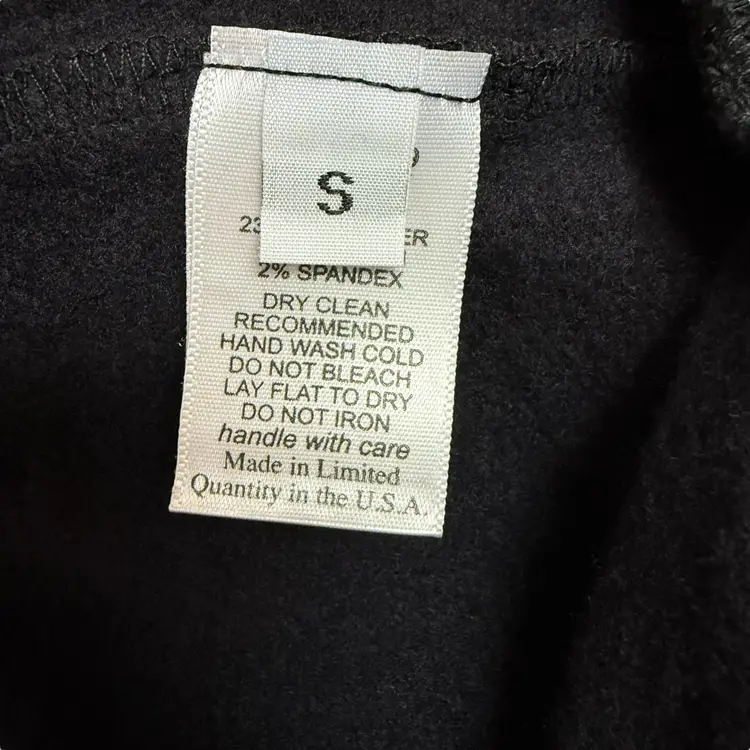 S
2% SPANDEX
DRY CLEAN
RECOMMENDED
HAND WASH COLD
DO NOT BLEACH
LAY FLAT TO DRY
DO NOT IRON
handle with care
Made in Limited
Quantity in the U.S.A.